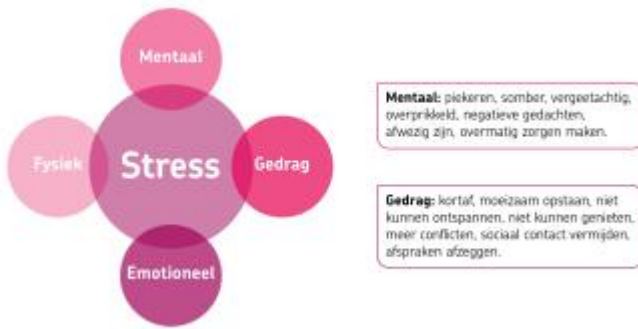 Mentaal
Fysiek
Stress
Gedrag
Emotioneel
Mentaal: piekeren, somber, vergeetachtig,
overprikkeld, negatieve gedachten,
afwezig zijn, overmatig zorgen maken.
Gedrag: kortaf, moeizaam opstaan, niet
kunnen ontspannen, niet kunnen genieten,
meer conflicten, sociaal contact vermijden,
afspraken afzeggen.